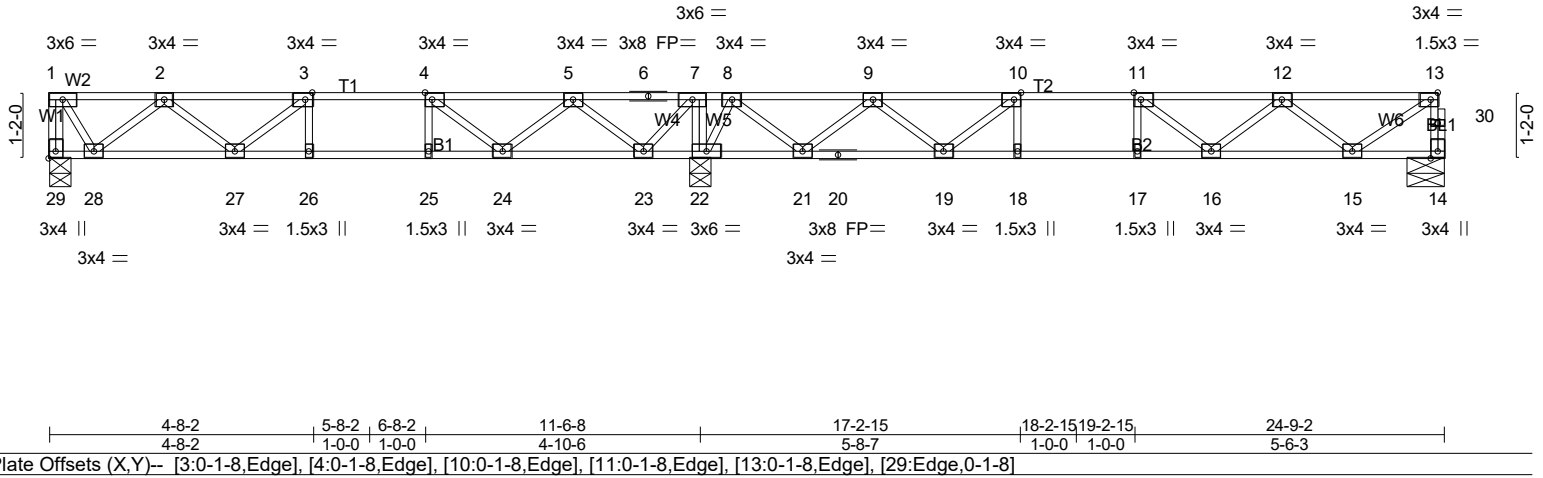 3x6 = 3x4 =
3x6 = 3x4 = 3x4 = 3x4 = 3x4 = 3x8 FP= 3x4 = 3x4 = 3x4 = 3x4 = 3x4 = 1.5x3 =
1 2 3 4 5 6 7 8 9 10 11 12 13
W2 T1 T2
1-2-0 W1 W4 W5 W6 30 1-2-0
B1 B2
29 28 27 26 25 24 23 22 21 20 19 18 17 16 15 14
3x4 || 3x4 = 1.5x3 || 1.5x3 || 3x4 = 3x4 = 3x6 = 3x8 FP= 3x4 = 1.5x3 || 1.5x3 || 3x4 = 3x4 = 3x4 ||
3x4 = 3x4 =
4-8-2 5-8-2 6-8-2 11-6-8 17-2-15 18-2-15 19-2-15 24-9-2
4-8-2 1-0-0 1-0-0 4-10-6 5-8-7 1-0-0 1-0-0 5-6-3
late Offsets (X,Y)-- [3:0-1-8,Edge], [4:0-1-8,Edge], [10:0-1-8,Edge], [11:0-1-8,Edge], [13:0-1-8,Edge], [29:Edge,0-1-8]